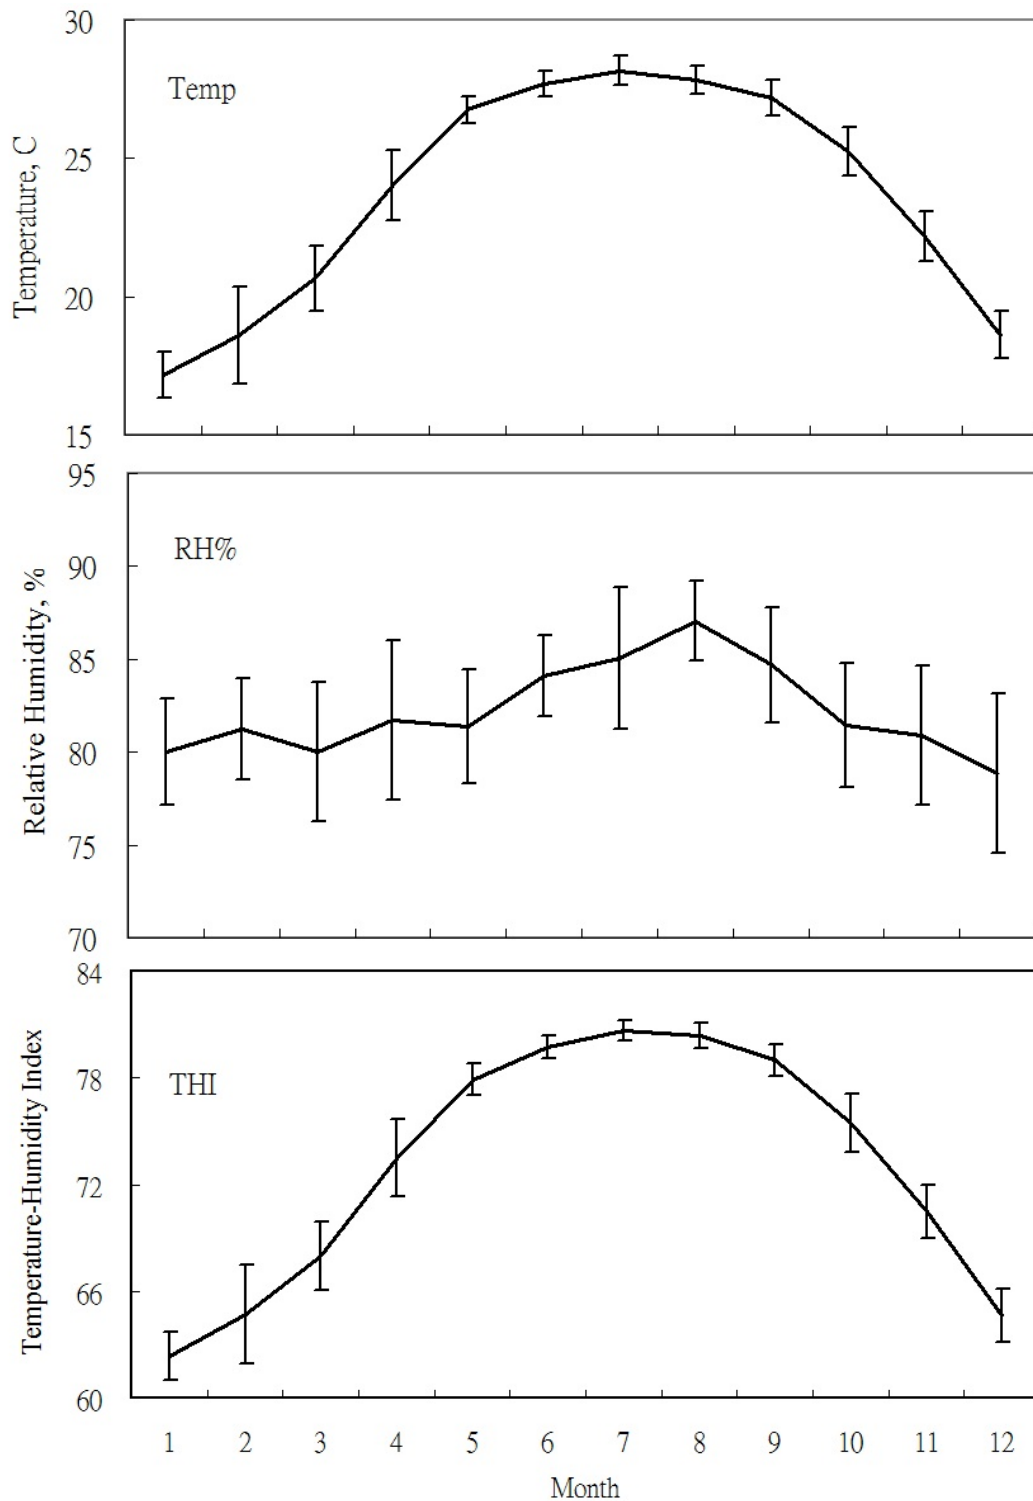 30
25
20
15
Temperature, C
Temp
95
90
85
80
75
70
Relative Humidity, %
RH%
84
78
72
66
60
Temperature-Humidity Index
THI
1 2 3 4 5 6 7 8 9 10 11 12
Month